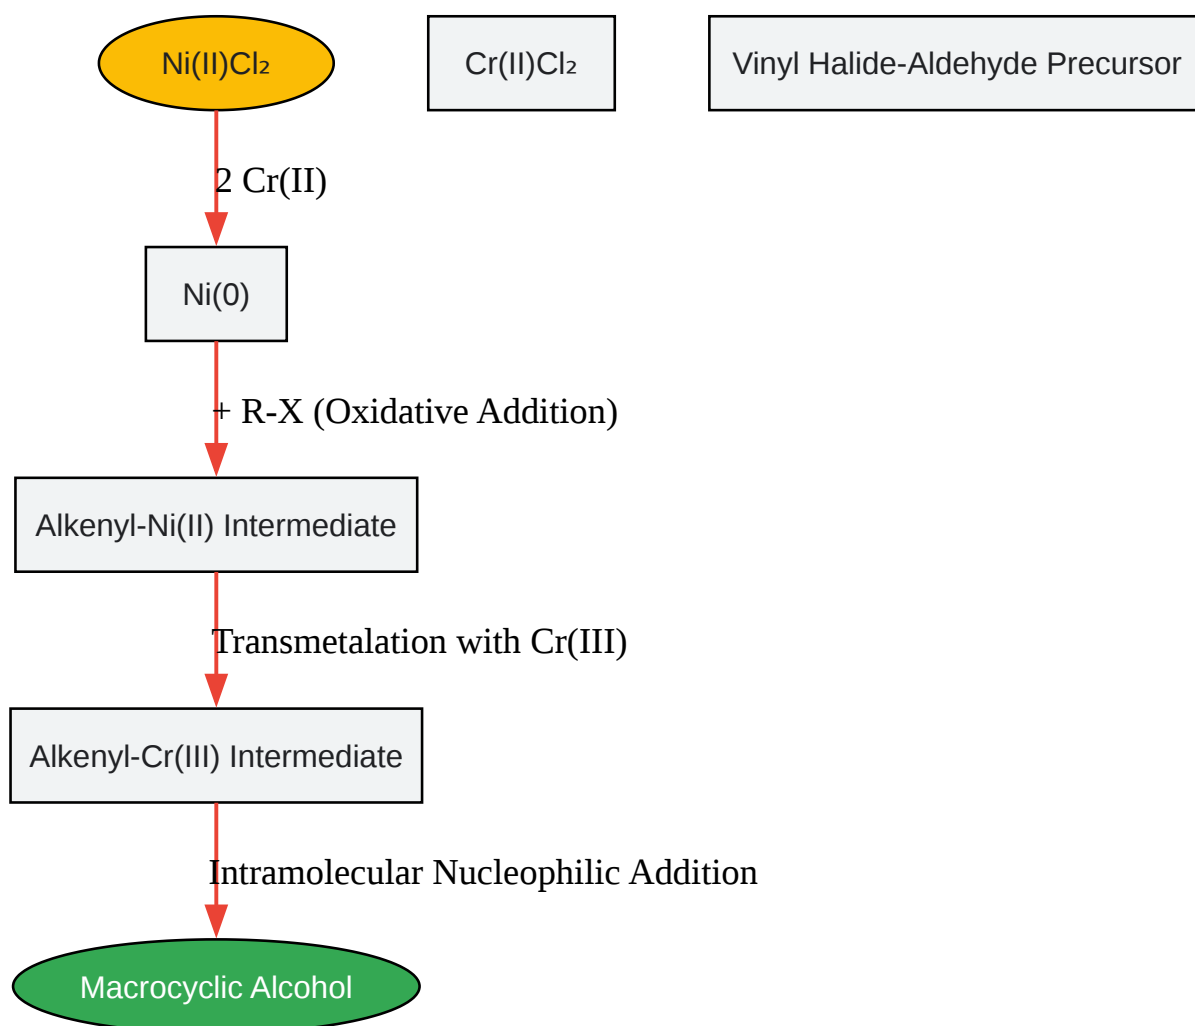 Ni(II)Cl₂
Cr(II)Cl₂
Vinyl Halide-Aldehyde Precursor
2 Cr(II)
Ni(0)
+ R-X (Oxidative Addition)
Alkenyl-Ni(II) Intermediate
Transmetalation with Cr(III)
Alkenyl-Cr(III) Intermediate
Intramolecular Nucleophilic Addition
Macrocyclic Alcohol